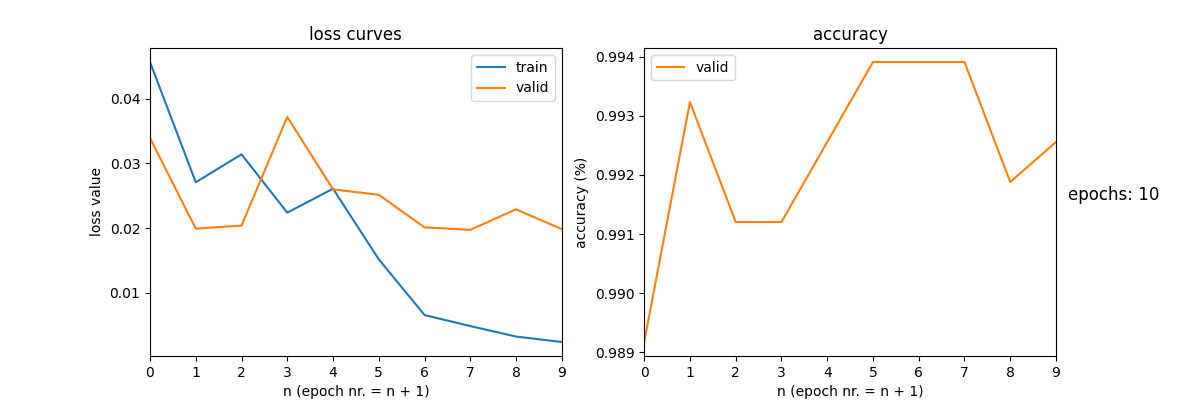 loss curves
train
valid
0.04
0.03
0.02
0.01
loss value
0 1 2 3 4 5 6 7 8 9
n (epoch nr. = n + 1)
accuracy
valid
0.994
0.993
0.992
0.991
0.990
0.989
accuracy (%)
0 1 2 3 4 5 6 7 8 9
n (epoch nr. = n + 1)
epochs: 10